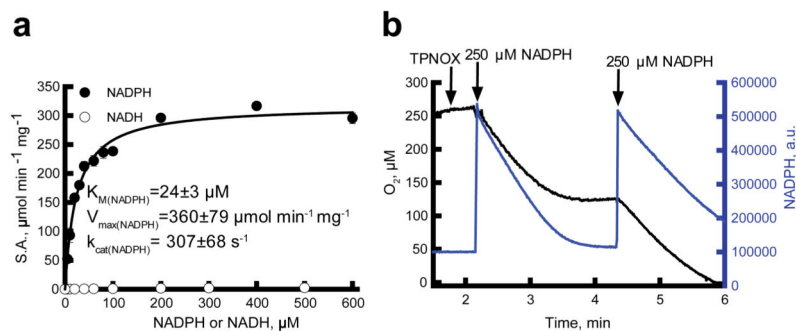 a
350
300
250
200
150
100
50
0
S.A., µmol min -1 mg-1
NADPH
NADH
KM(NADPH)=24±3 µM
Vmax(NADPH)=360±79 µmol min-1 mg-1
kcat(NADPH)= 307±68 s-1
0 100 200 300 400 500 600
NADPH or NADH, µM
b
TPNOX 250 µM NADPH 250 µM NADPH
300
250
200
150
100
50
0
O2, µM
600000
500000
400000
300000
200000
100000
0
NADPH, a.u.
2 3 4 5 6
Time, min